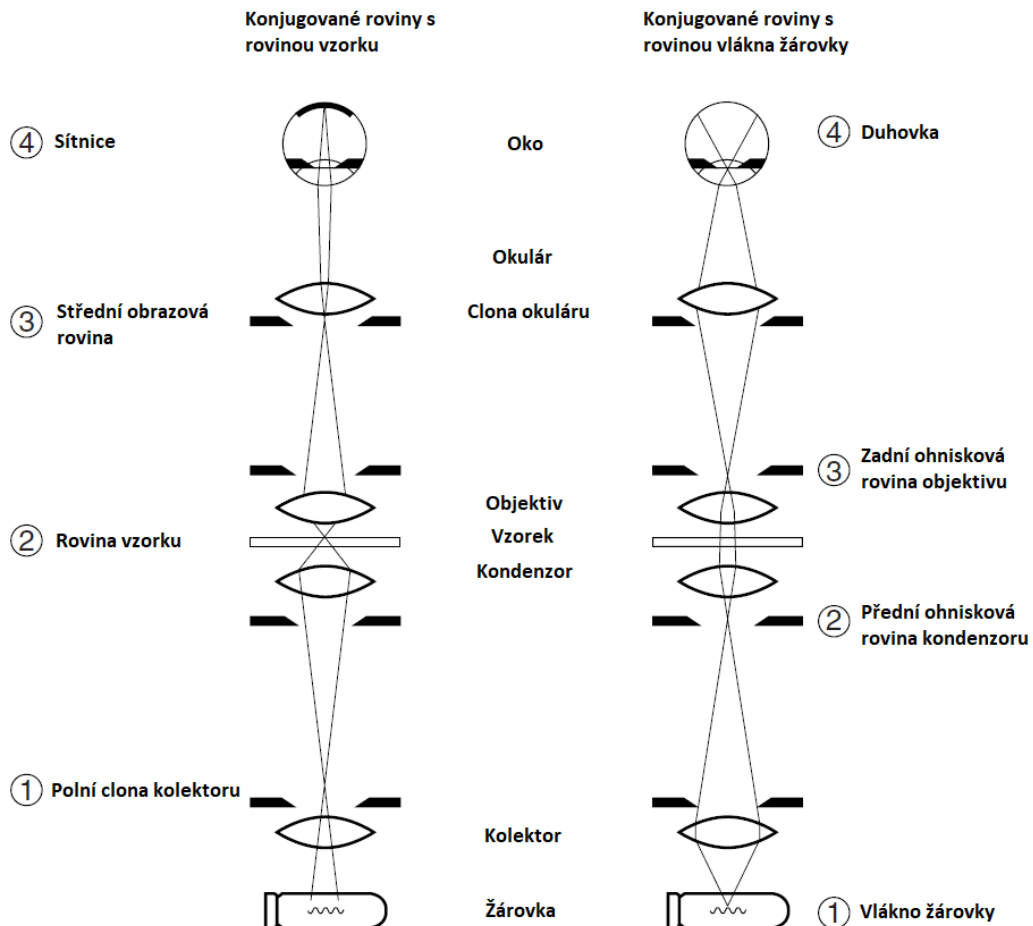 Konjugované roviny s
rovinou vzorku
Konjugované roviny s
rovinou vlákna žárovky
④ Sítnice
Oko
④ Duhovka
Okulár
③ Střední obrazová
rovina
Clona okuláru
③ Zadní ohnisková
rovina objektivu
Objektiv
② Rovina vzorku
Vzorek
Kondenzor
② Přední ohnisková
rovina kondenzoru
① Polní clona kolektoru
Kolektor
Žárovka
① Vlákno žárovky